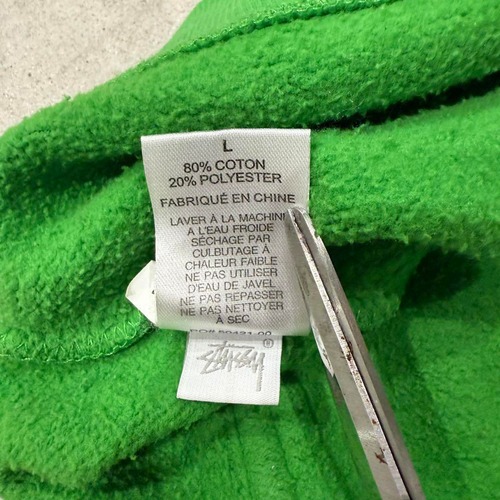 L
80% COTON
20% POLYESTER
FABRIQUÉ EN CHINE
LAVER À LA MACHIN
A L'EAU FROIDE
SÉCHAGE PAR
CULBUTAGE À
CHALEUR FAIBLE
NE PAS UTILISER
D'EAU DE JAVEL
NE PAS REPASSER
NE PAS NETTOYER
À SEC
Stüssy
®